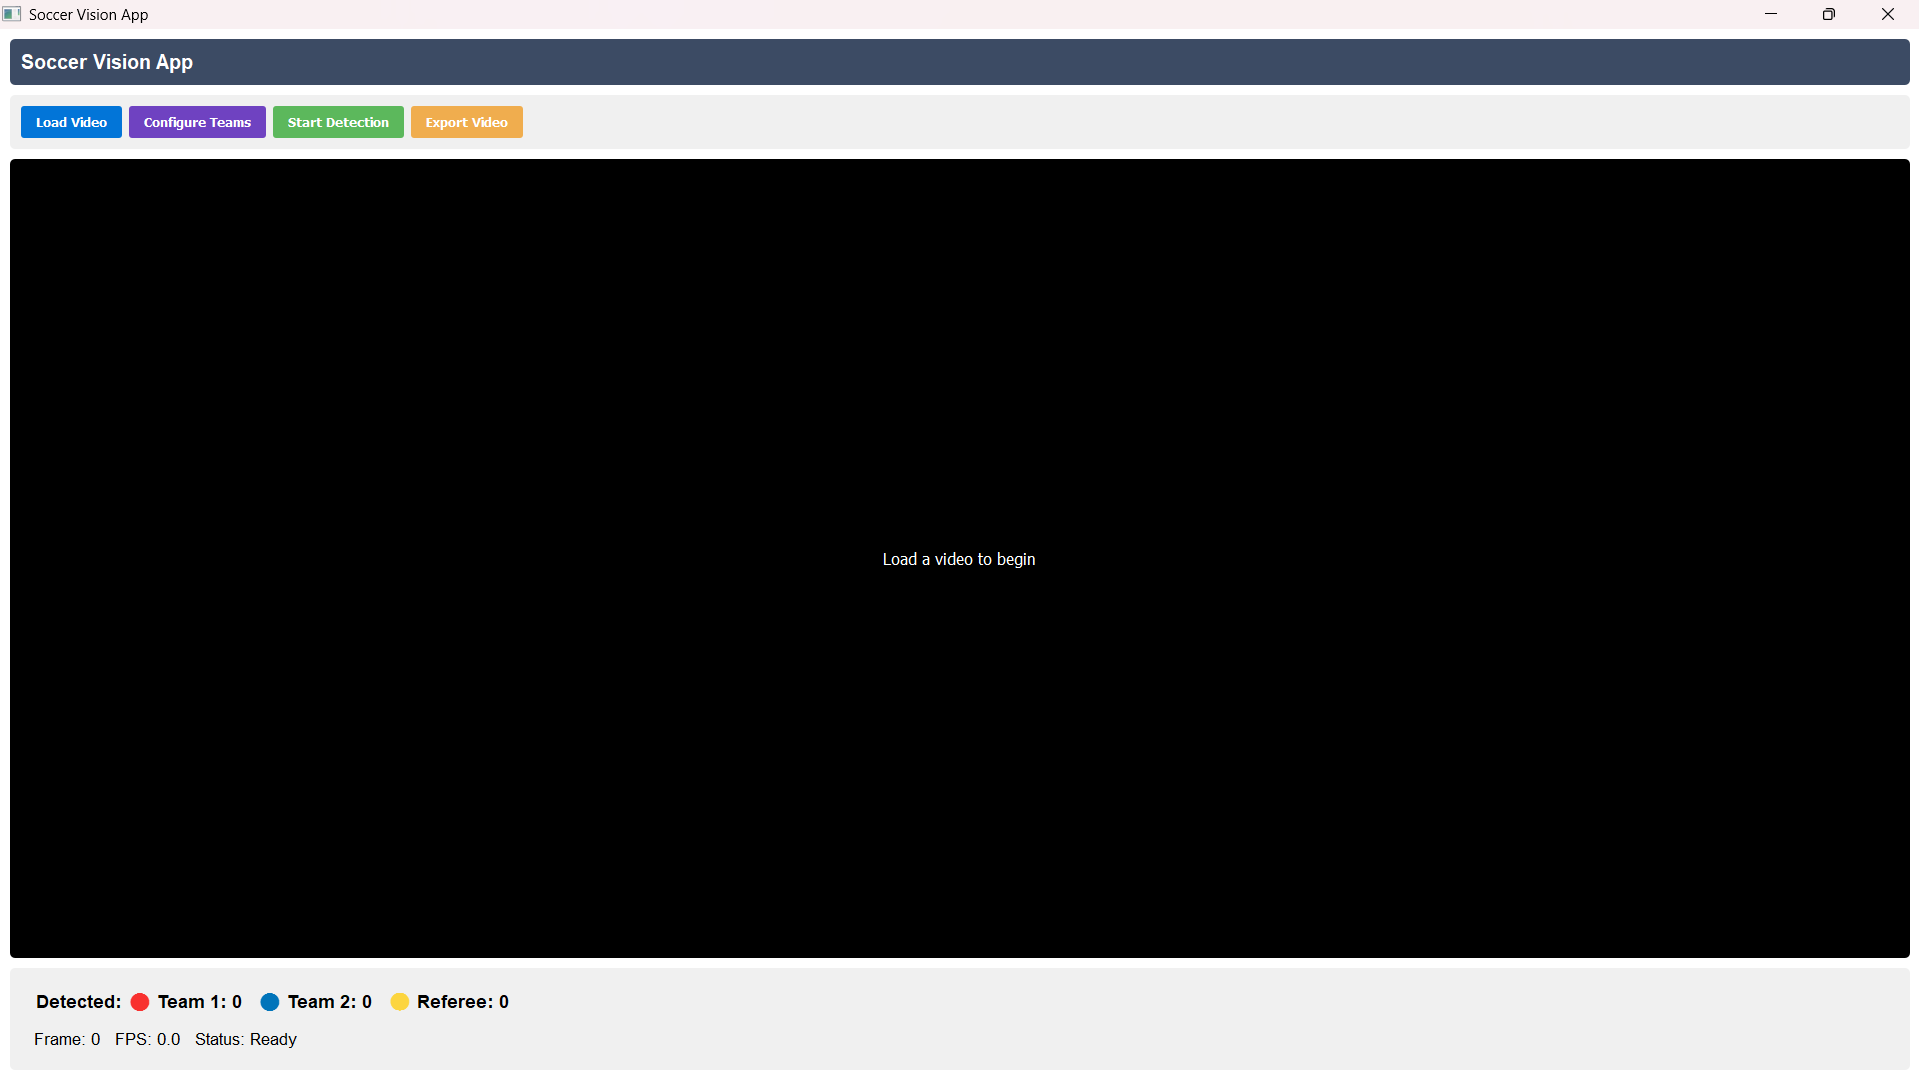 Soccer Vision App
Soccer Vision App
Load Video Configure Teams Start Detection Export Video
Load a video to begin
Detected: Team 1: 0 Team 2: 0 Referee: 0
Frame: 0 FPS: 0.0 Status: Ready